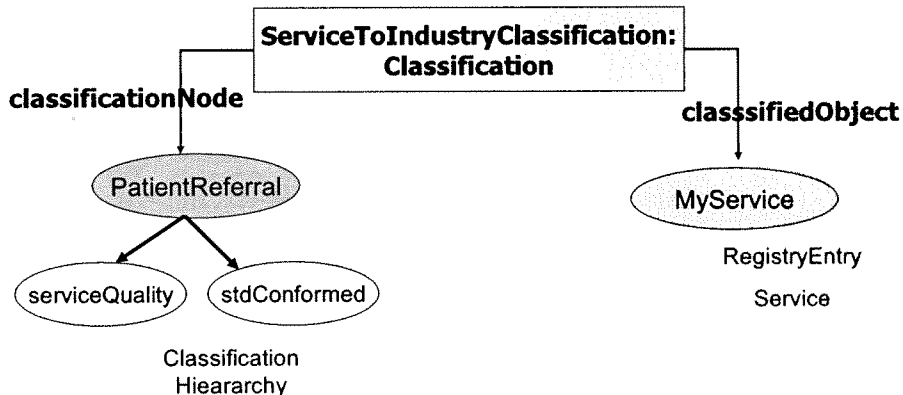 ServiceToIndustryClassification:
Classification
classificationNode
classsifiedObject
PatientReferral
MyService
RegistryEntry
Service
serviceQuality
stdConformed
Classification
Hieararchy